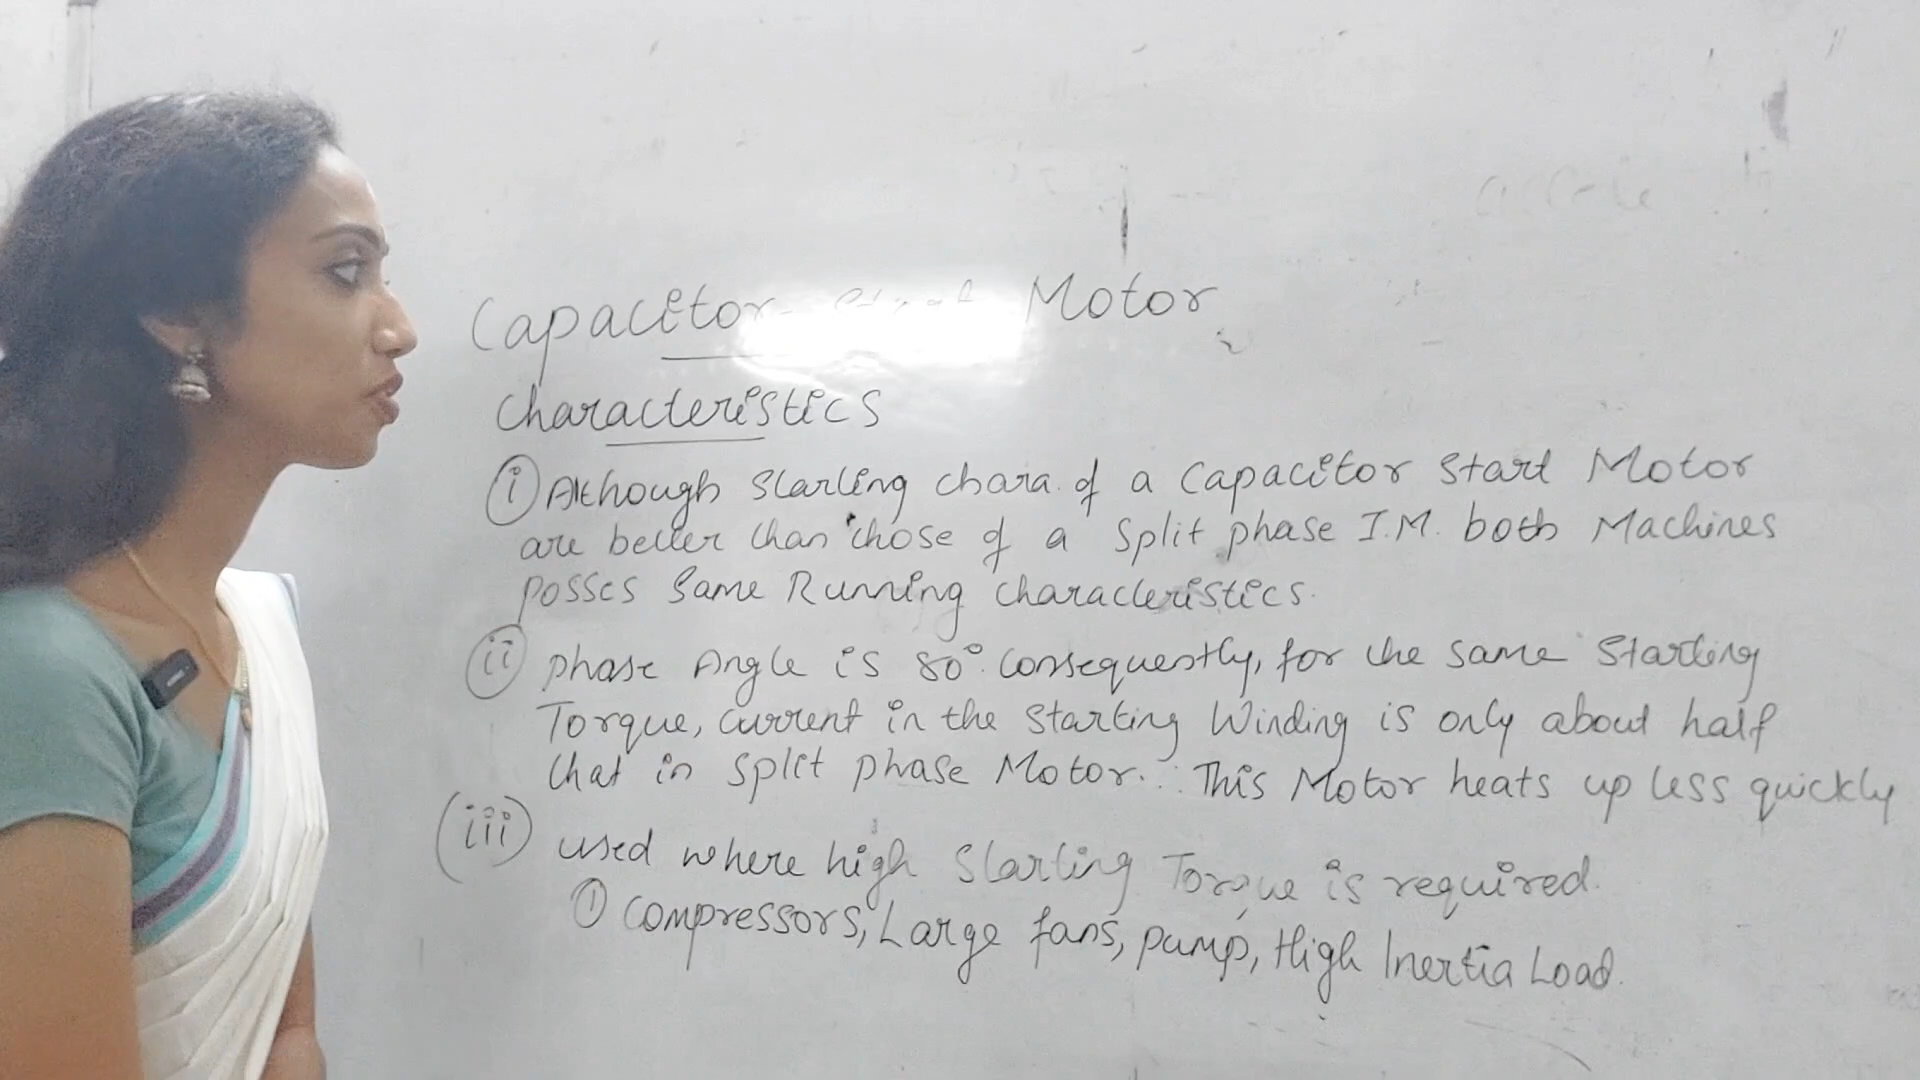 Capacitor Motor
Characteristics
(i) Although Starting chara. of a Capacitor Start Motor
are better than those of a Split phase I.M. both Machines
Posses Same Running characteristics.
(ii) Phase Angle is 80°. Consequently, for the same Starting
Torque, current in the Starting Winding is only about half
that in Split phase Motor. ∴ This Motor heats up less quickly
(iii) Used where high Starting Torque is required.
① Compressors, Large fans, pump, High Inertia Load.